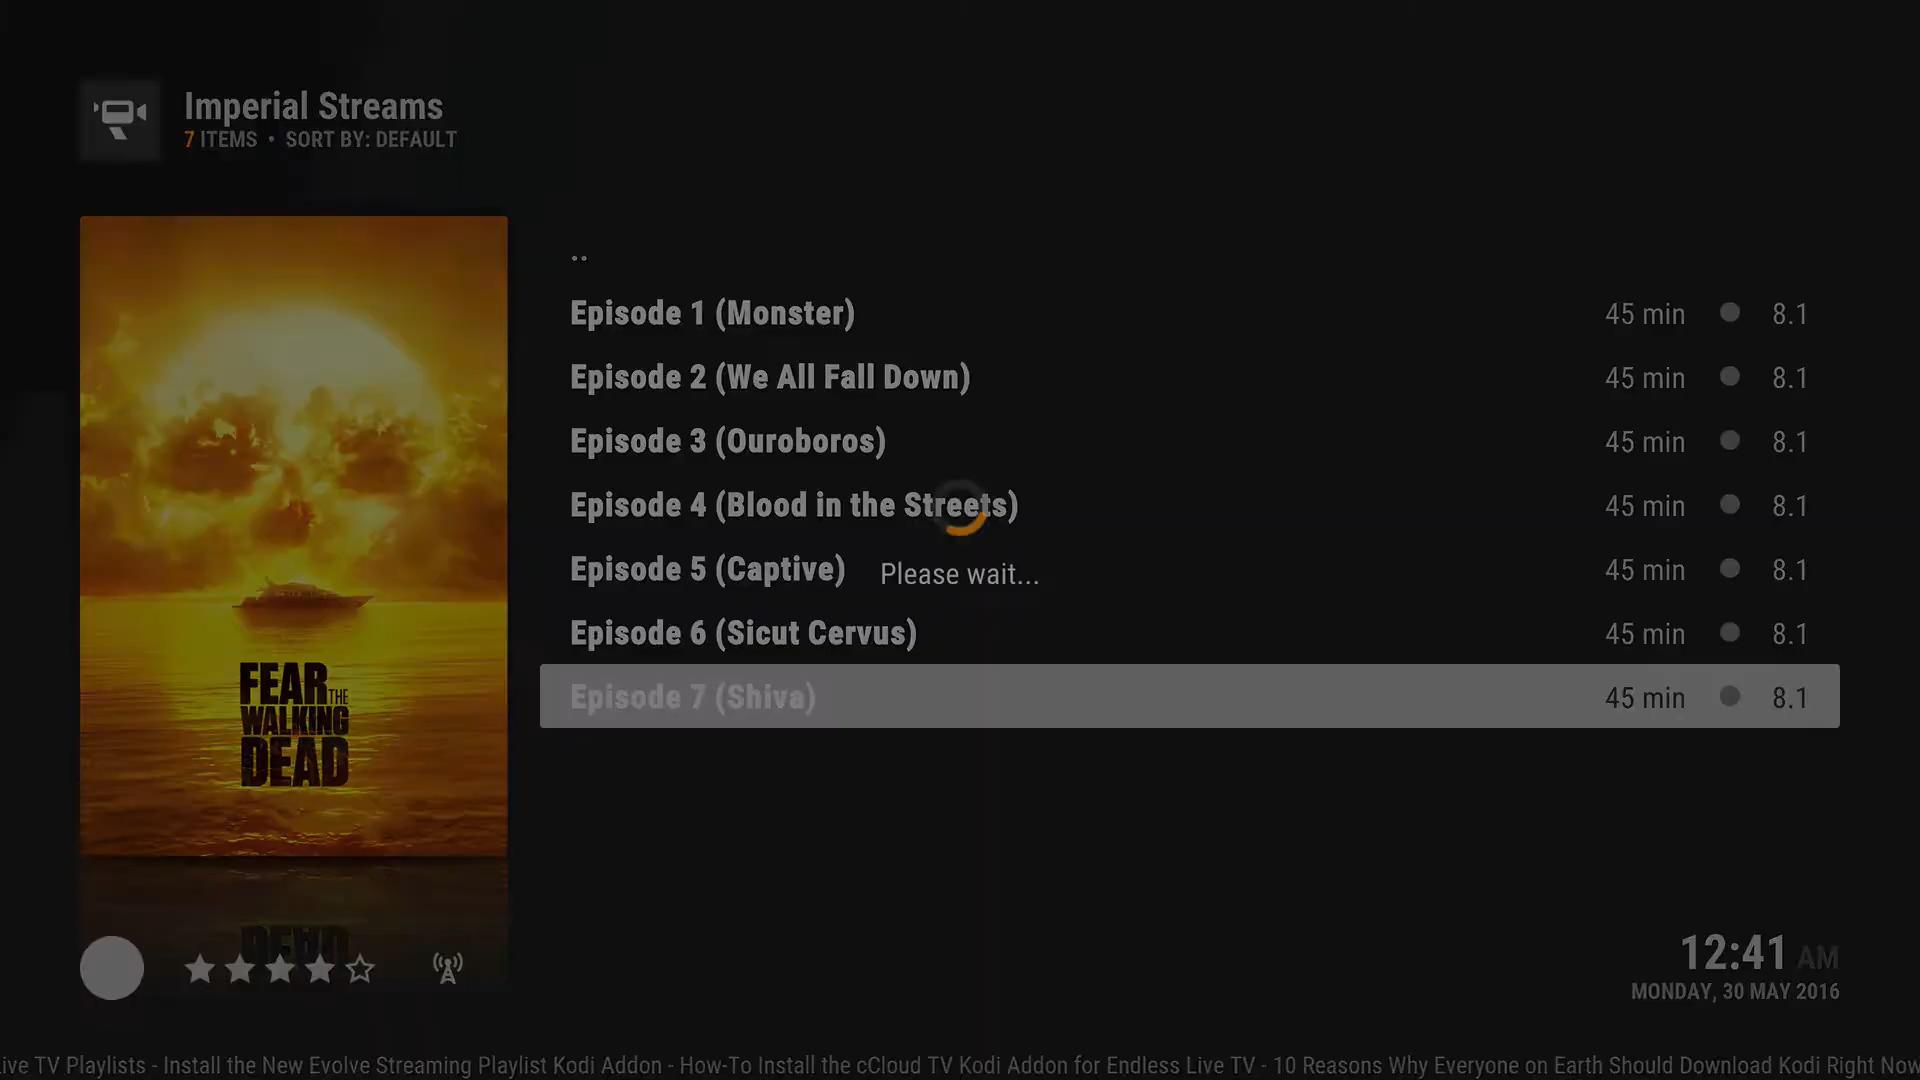 Imperial Streams
7 ITEMS • SORT BY: DEFAULT
..
Episode 1 (Monster) 45 min 8.1
Episode 2 (We All Fall Down) 45 min 8.1
Episode 3 (Ouroboros) 45 min 8.1
Episode 4 (Blood in the Streets) 45 min 8.1
Episode 5 (Captive) 45 min 8.1
Please wait...
Episode 6 (Sicut Cervus) 45 min 8.1
Episode 7 (Shiva) 45 min 8.1
FEAR THE
WALKING
DEAD
12:41 AM
MONDAY, 30 MAY 2016
ive TV Playlists - Install the New Evolve Streaming Playlist Kodi Addon - How-To Install the cCloud TV Kodi Addon for Endless Live TV - 10 Reasons Why Everyone on Earth Should Download Kodi Right Now